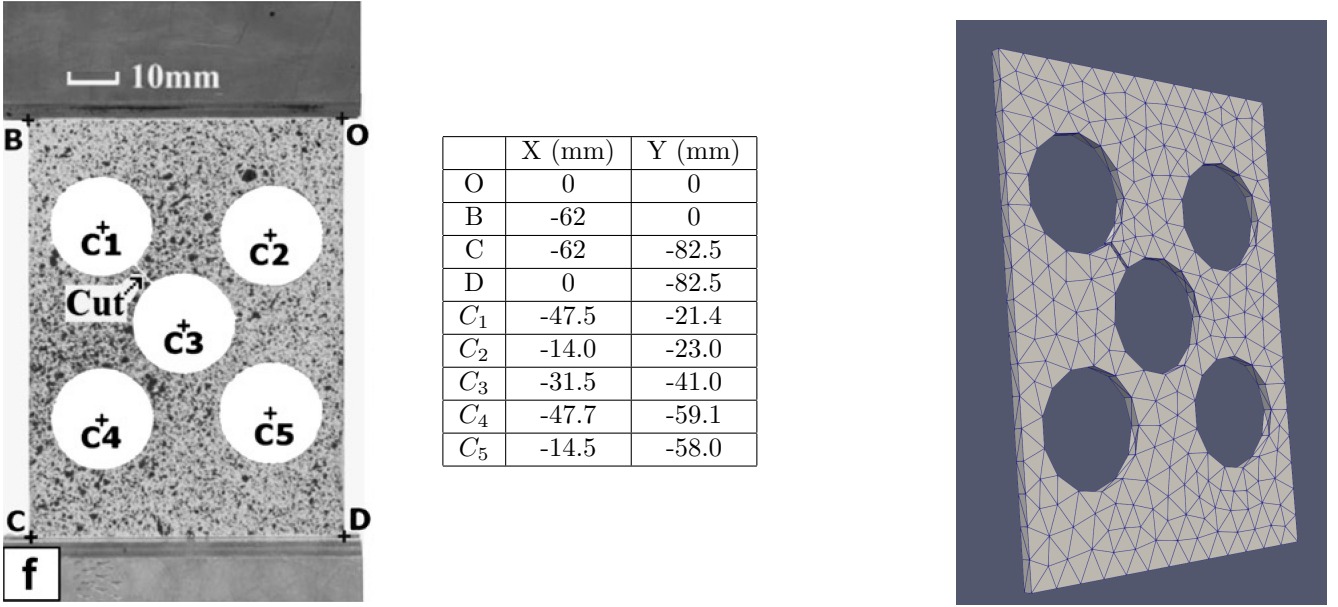 10mm
B
O
C1
C2
Cut
C3
C4
C5
C
D
f
X (mm) Y (mm)
O 0 0
B -62 0
C -62 -82.5
D 0 -82.5
C1 -47.5 -21.4
C2 -14.0 -23.0
C3 -31.5 -41.0
C4 -47.7 -59.1
C5 -14.5 -58.0